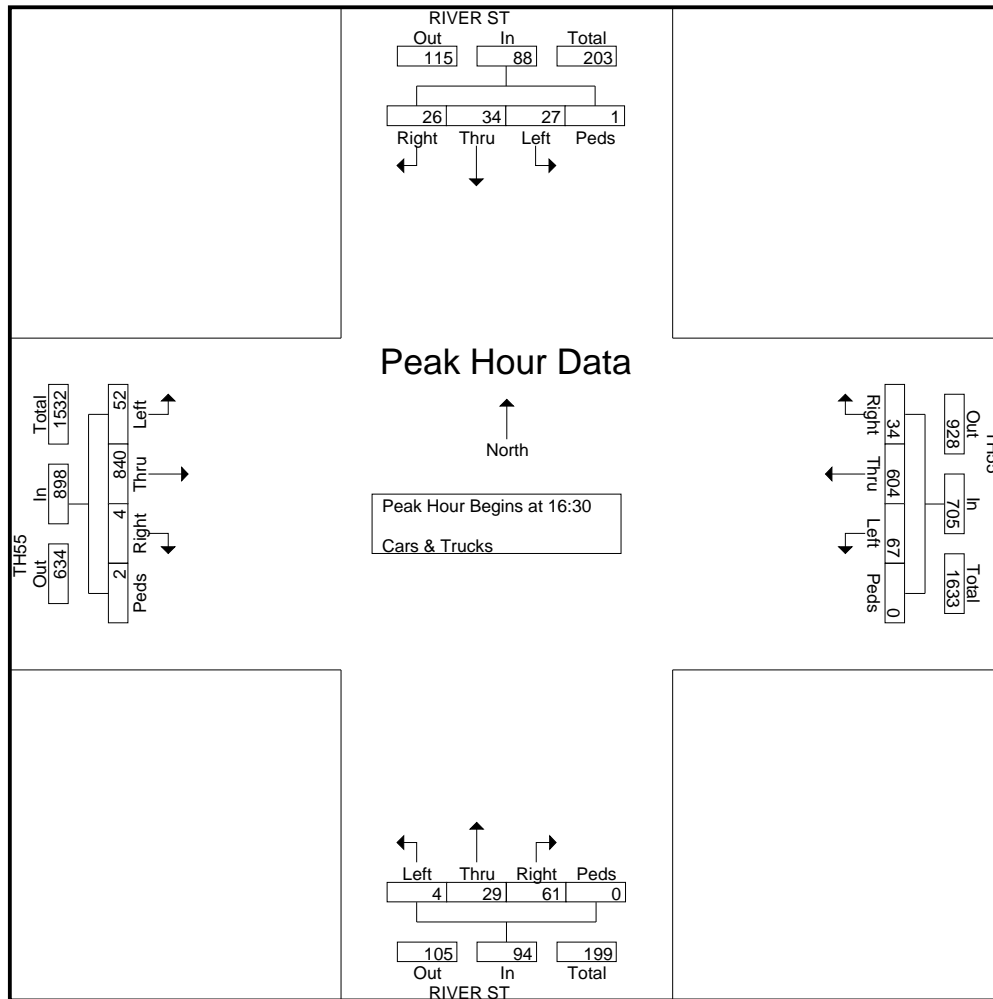 RIVER ST
Out In Total
115 88 203
26 34 27 1
Right Thru Left Peds
Peak Hour Data
North
Peak Hour Begins at 16:30
Cars & Trucks
TH55
Total In Out
1532 898 634
52 840 4 2
Left Thru Right Peds
TH55
Out In Total
928 705 1633
34 604 67 0
Right Thru Left Peds
Left Thru Right Peds
4 29 61 0
105 94 199
Out In Total
RIVER ST